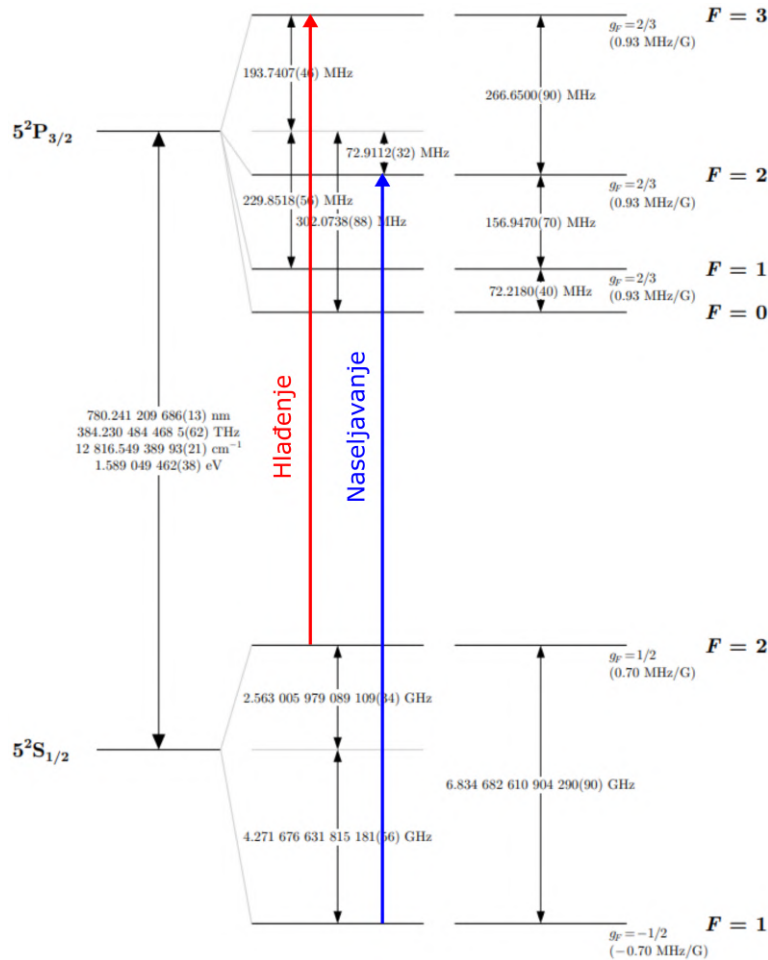 F = 3
g_F = 2/3
(0.93 MHz/G)
193.7407(46) MHz
266.6500(90) MHz
5²P₃/₂
72.9112(32) MHz
F = 2
g_F = 2/3
(0.93 MHz/G)
229.8518(56) MHz
302.0738(88) MHz
156.9470(70) MHz
F = 1
g_F = 2/3
(0.93 MHz/G)
72.2180(40) MHz
F = 0
Hlađenje
Naseljavanje
780.241 209 686(13) nm
384.230 484 468 5(62) THz
12 816.549 389 93(21) cm⁻¹
1.589 049 462(38) eV
F = 2
g_F = 1/2
(0.70 MHz/G)
2.563 005 979 089 109(34) GHz
5²S₁/₂
6.834 682 610 904 290(90) GHz
4.271 676 631 815 181(56) GHz
F = 1
g_F = −1/2
(−0.70 MHz/G)